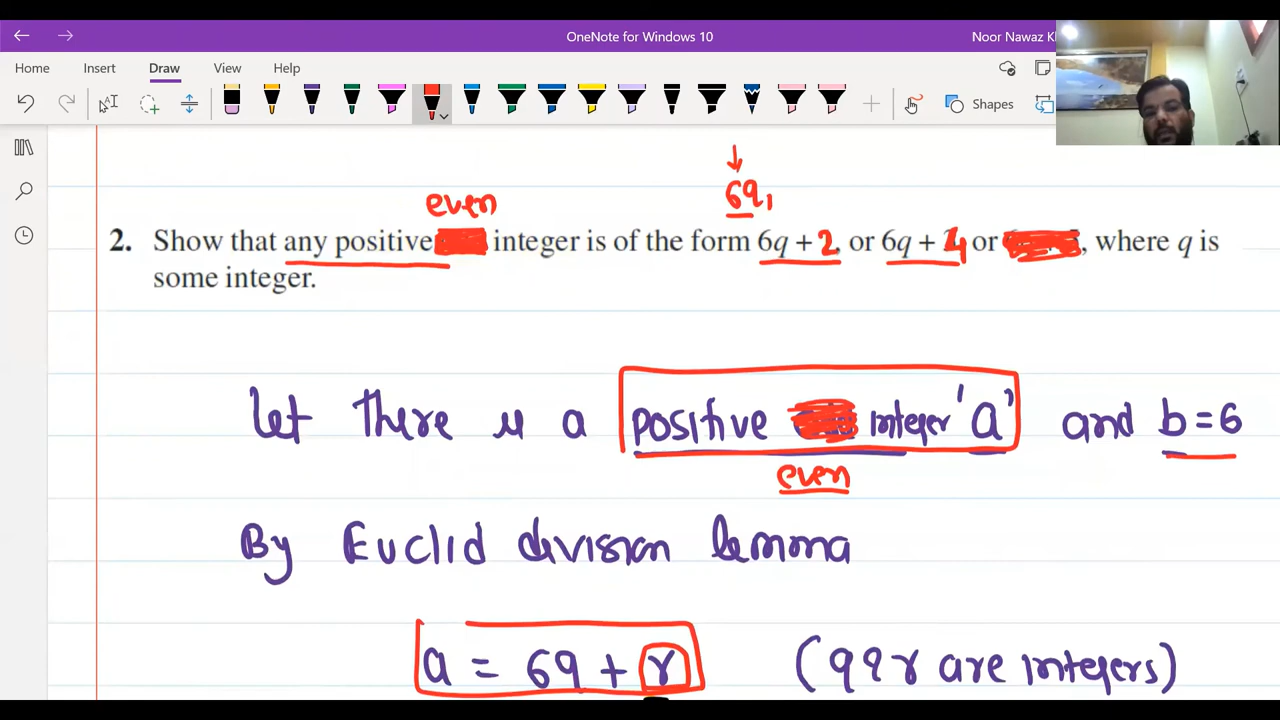 OneNote for Windows 10
Noor Nawaz Kh
Home Insert Draw View Help
Shapes
6q,
even
2. Show that any positive integer is of the form 6q + 2, or 6q + 4 or , where q is
some integer.
Let there is a positive integer 'a' and b=6
even
By Euclid division lemma
a = 6q + r (q & r are integers)